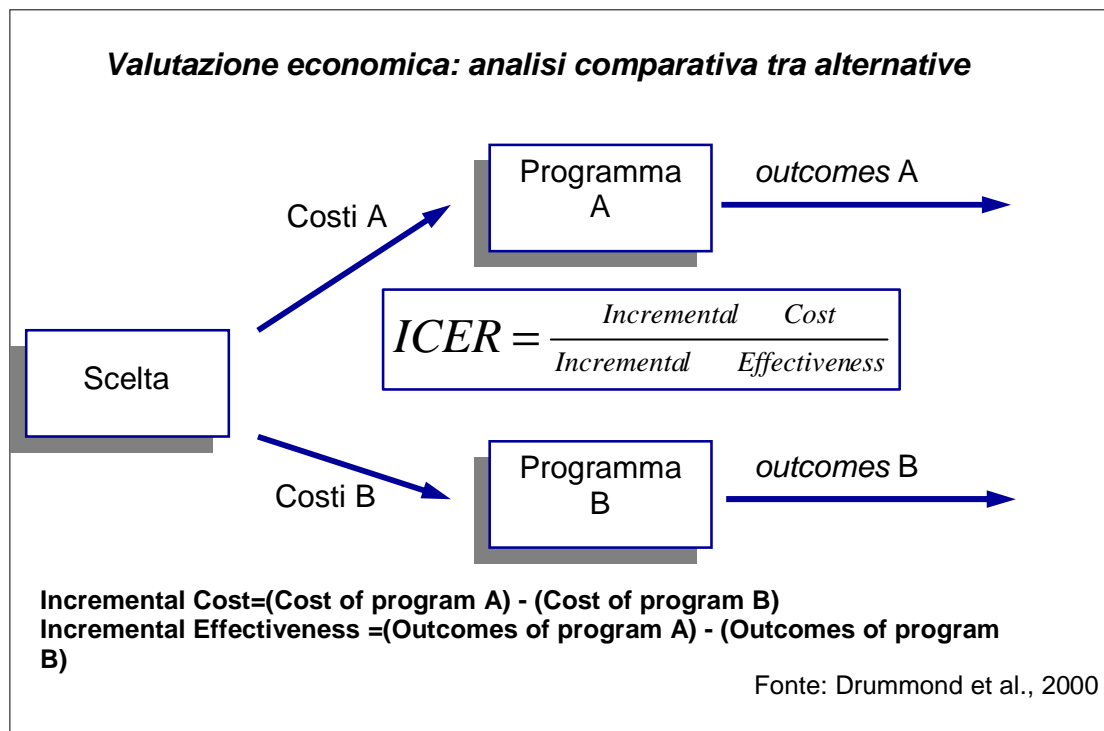 Valutazione economica: analisi comparativa tra alternative
Programma
A
outcomes A
Costi A
ICER = Incremental Cost
Incremental Effectiveness
Scelta
Programma
B
outcomes B
Costi B
Incremental Cost=(Cost of program A) - (Cost of program B)
Incremental Effectiveness =(Outcomes of program A) - (Outcomes of program
B)
Fonte: Drummond et al., 2000